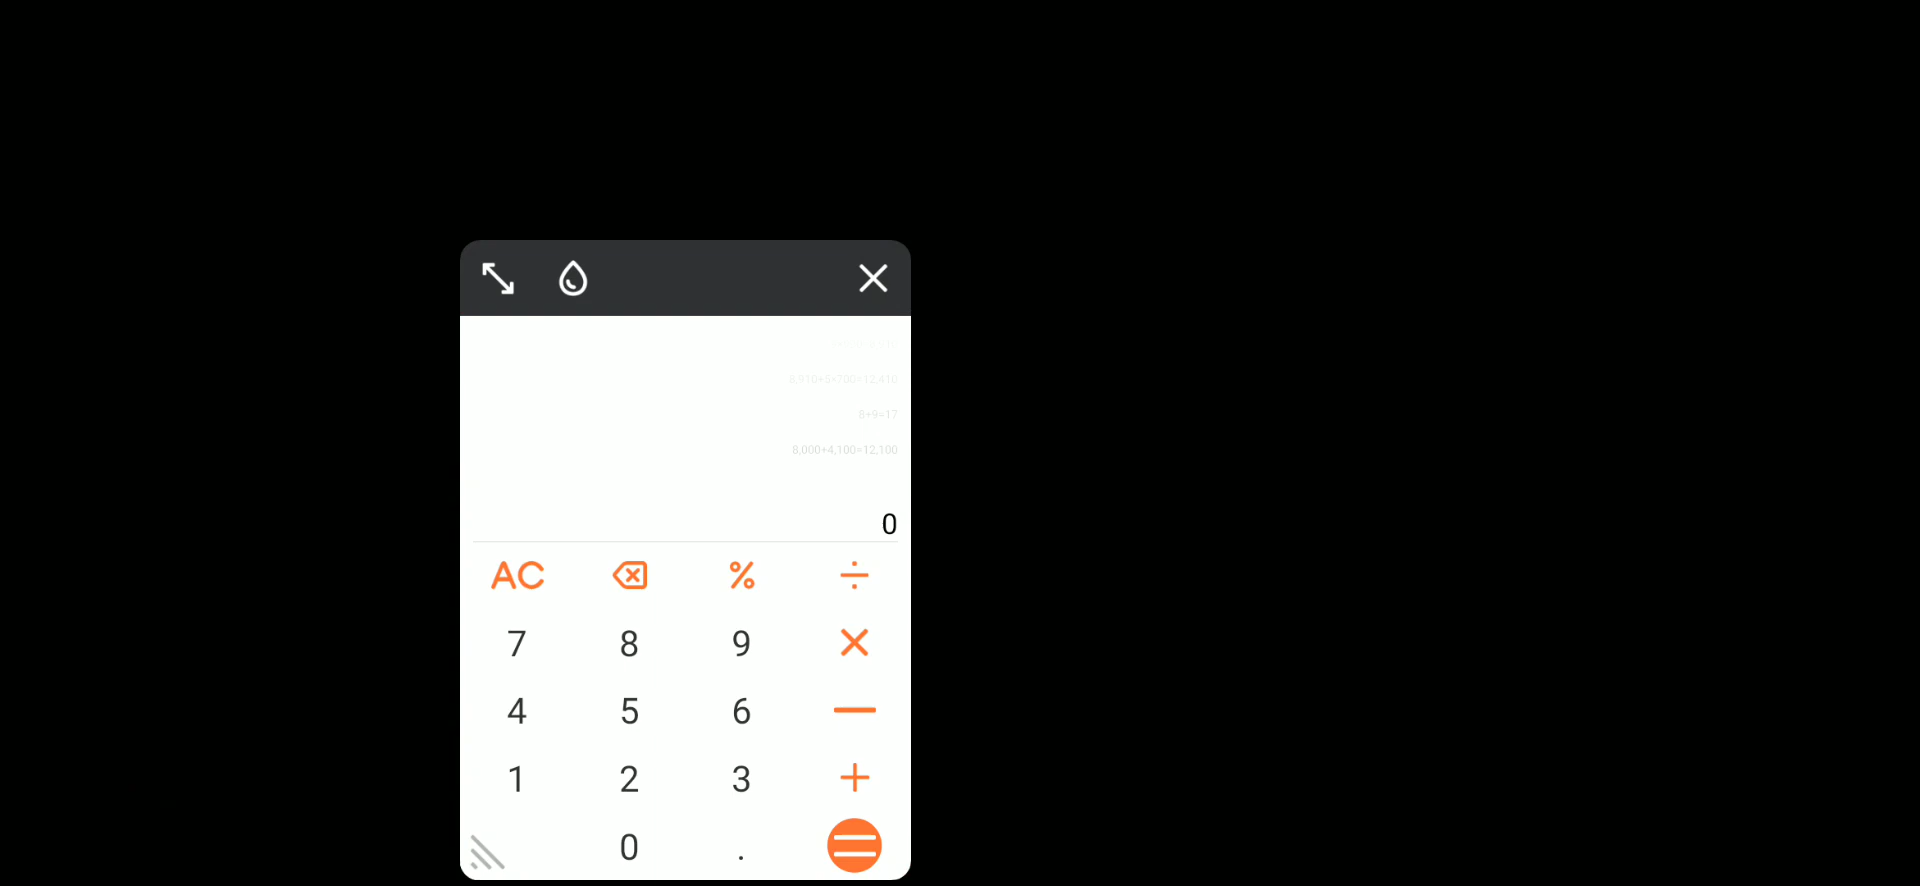 8,910+5×700=12,410
8+9=17
8,000+4,100=12,100
0
AC % ÷
7 8 9 ×
4 5 6 −
1 2 3 +
0 . =